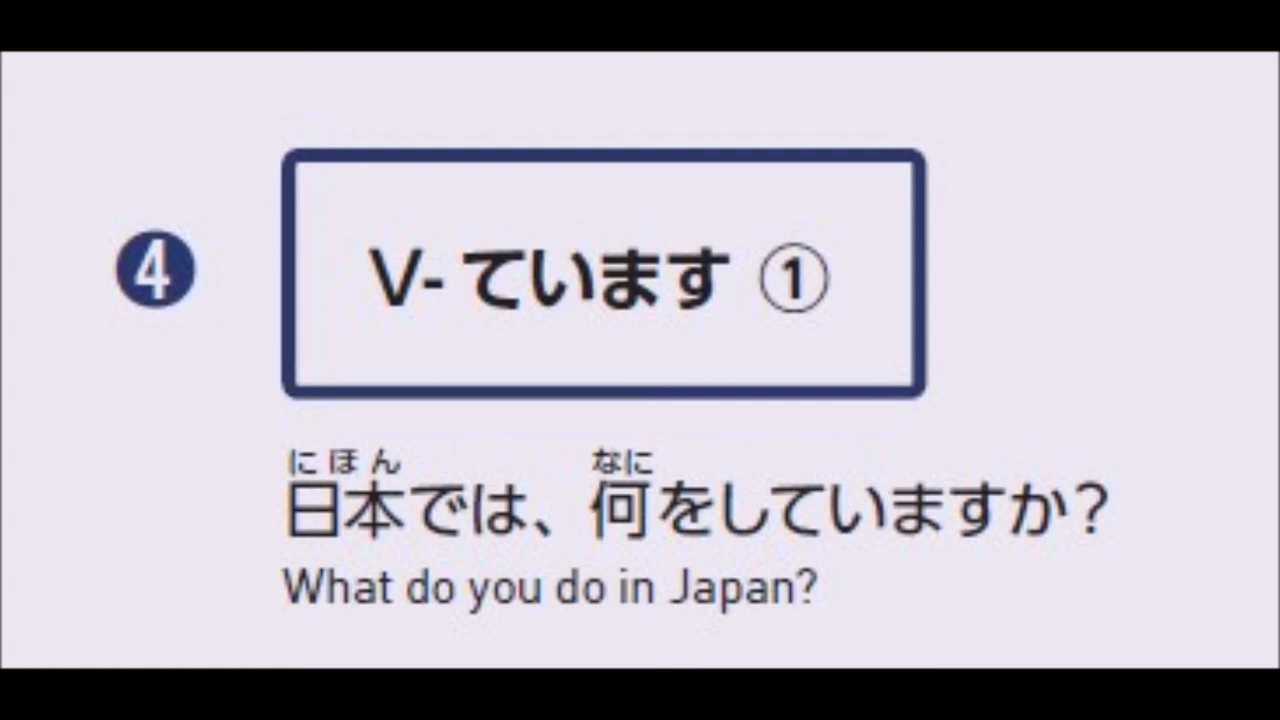 ❹ V- ています ①
にほん なに
日本では、何をしていますか？
What do you do in Japan?